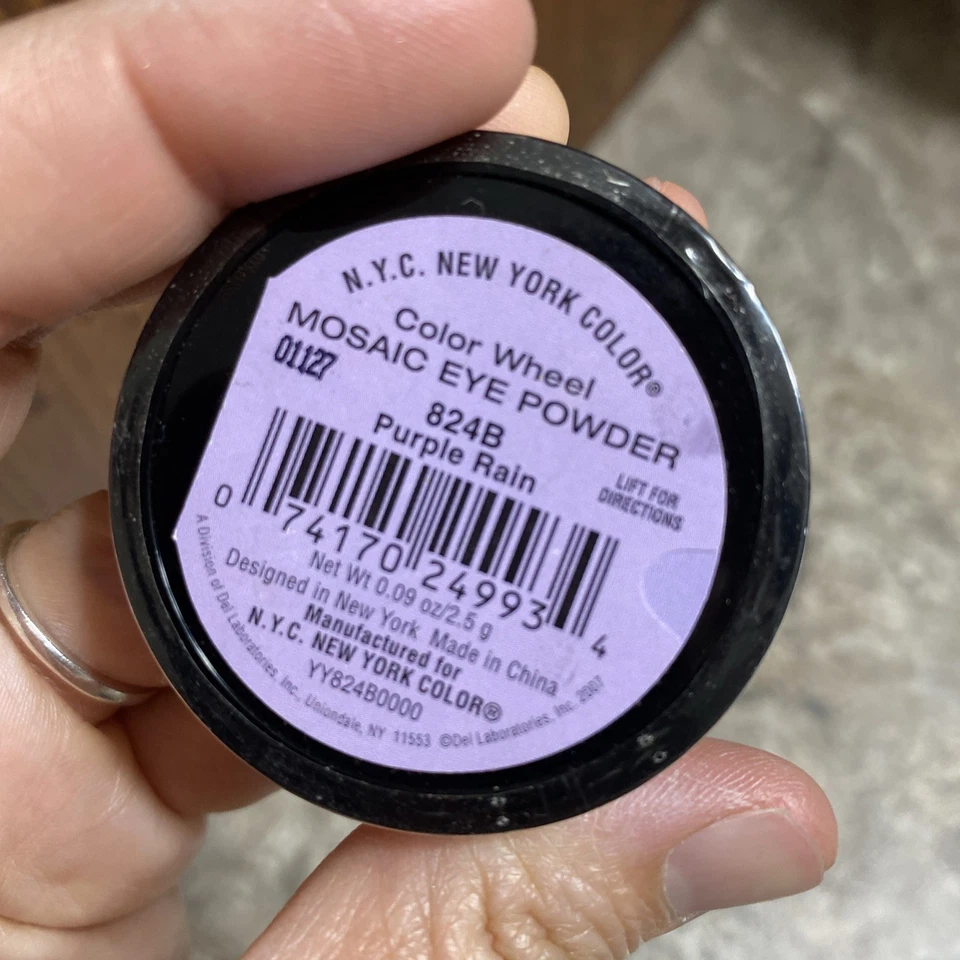 N.Y.C. NEW YORK COLOR®
Color Wheel
MOSAIC EYE POWDER
01127
824B
Purple Rain
LIFT FOR
DIRECTIONS
0 74170 24993 4
Net Wt 0.09 oz/2.5 g
Designed in New York Made in China
Manufactured for
N.Y.C. NEW YORK COLOR®
YY824B0000
A Division of Del Laboratories, Inc. Uniondale, NY 11553 ©Del Laboratories, Inc. 2007